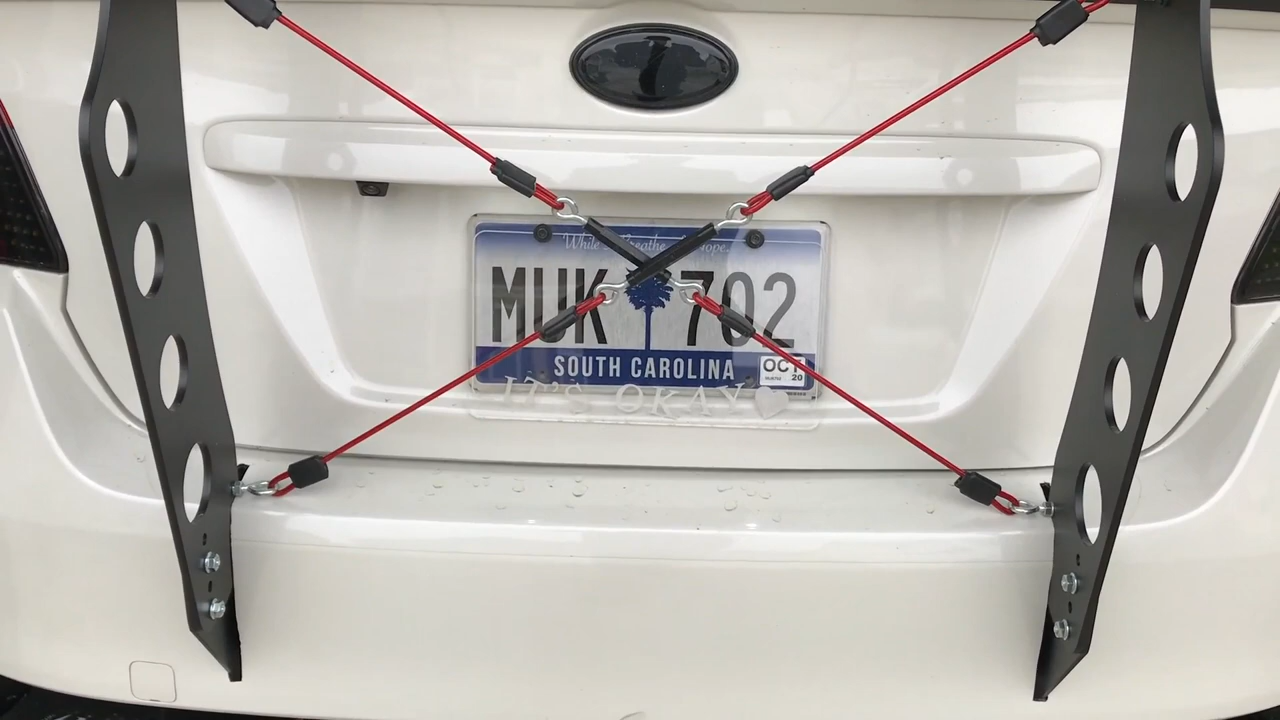 While I Breathe I Hope
MUK 702
SOUTH CAROLINA
OCT
20
IT'S OKAY